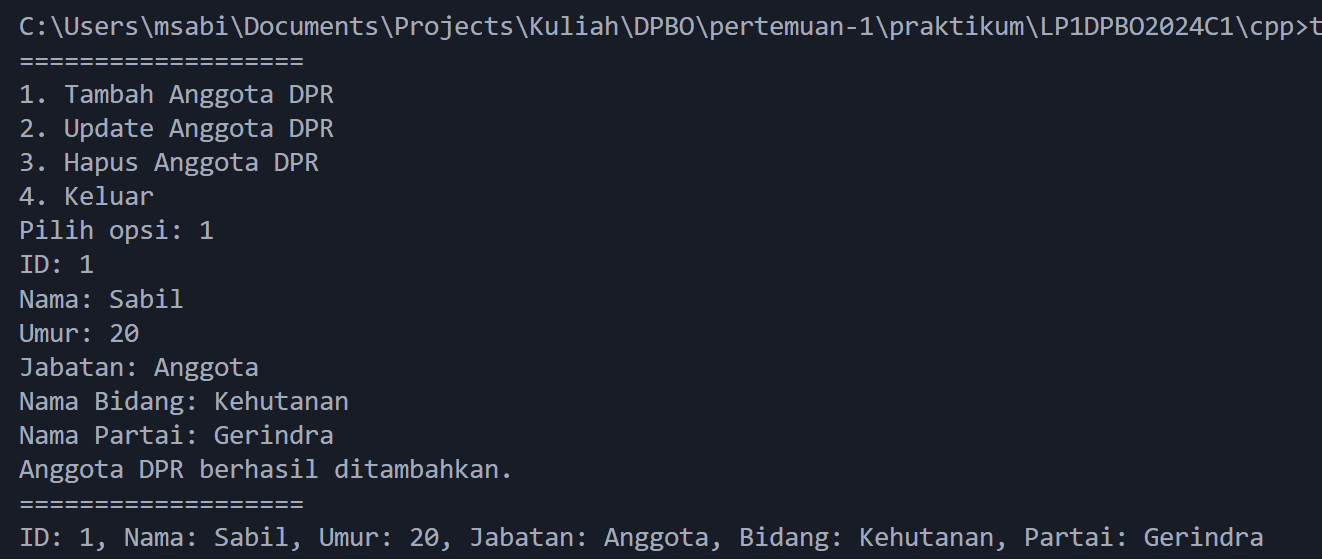 C:\Users\msabi\Documents\Projects\Kuliah\DPBO\pertemuan-1\praktikum\LP1DPBO2024C1\cpp>t
===================
1. Tambah Anggota DPR
2. Update Anggota DPR
3. Hapus Anggota DPR
4. Keluar
Pilih opsi: 1
ID: 1
Nama: Sabil
Umur: 20
Jabatan: Anggota
Nama Bidang: Kehutanan
Nama Partai: Gerindra
Anggota DPR berhasil ditambahkan.
===================
ID: 1, Nama: Sabil, Umur: 20, Jabatan: Anggota, Bidang: Kehutanan, Partai: Gerindra